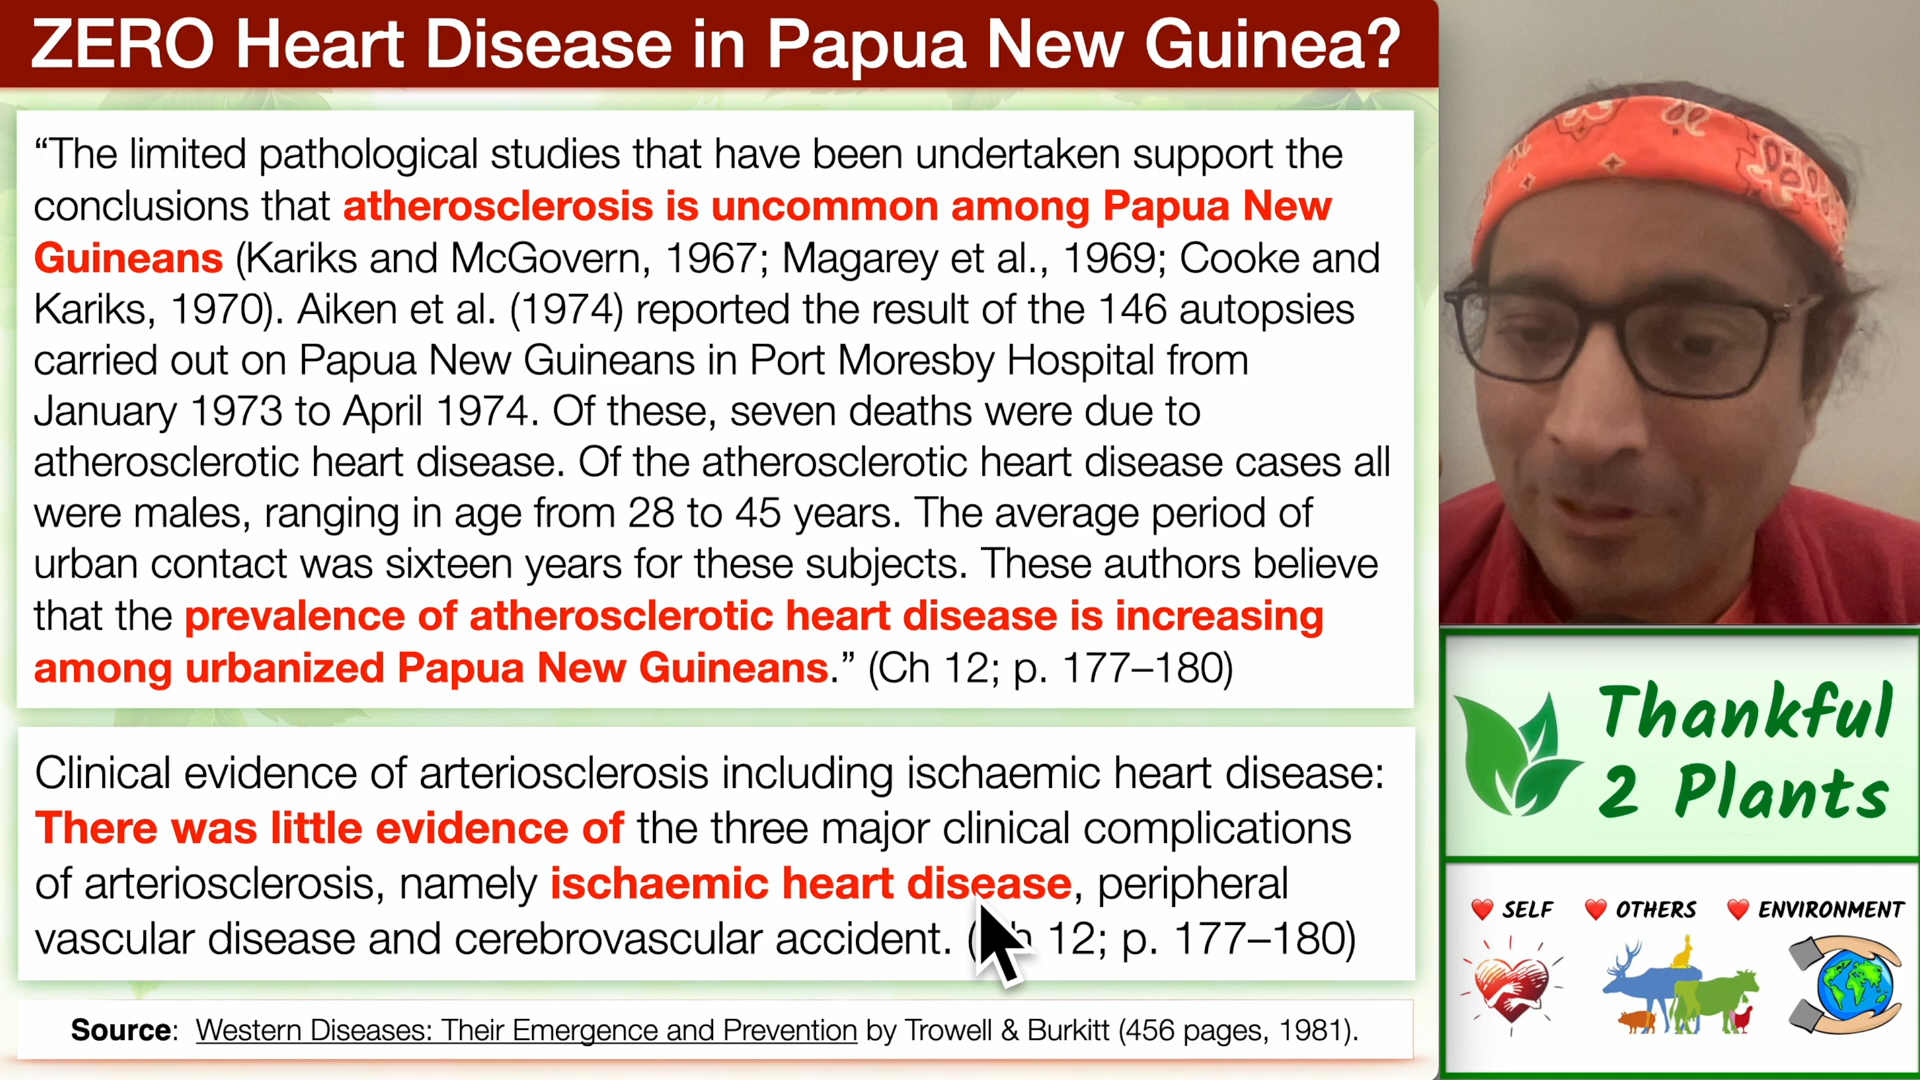 ZERO Heart Disease in Papua New Guinea?
“The limited pathological studies that have been undertaken support the
conclusions that atherosclerosis is uncommon among Papua New
Guineans (Kariks and McGovern, 1967; Magarey et al., 1969; Cooke and
Kariks, 1970). Aiken et al. (1974) reported the result of the 146 autopsies
carried out on Papua New Guineans in Port Moresby Hospital from
January 1973 to April 1974. Of these, seven deaths were due to
atherosclerotic heart disease. Of the atherosclerotic heart disease cases all
were males, ranging in age from 28 to 45 years. The average period of
urban contact was sixteen years for these subjects. These authors believe
that the prevalence of atherosclerotic heart disease is increasing
among urbanized Papua New Guineans.” (Ch 12; p. 177–180)
Clinical evidence of arteriosclerosis including ischaemic heart disease:
There was little evidence of the three major clinical complications
of arteriosclerosis, namely ischaemic heart disease, peripheral
vascular disease and cerebrovascular accident. 12; p. 177–180)
Source: Western Diseases: Their Emergence and Prevention by Trowell & Burkitt (456 pages, 1981).
Thankful
2 Plants
SELF OTHERS ENVIRONMENT